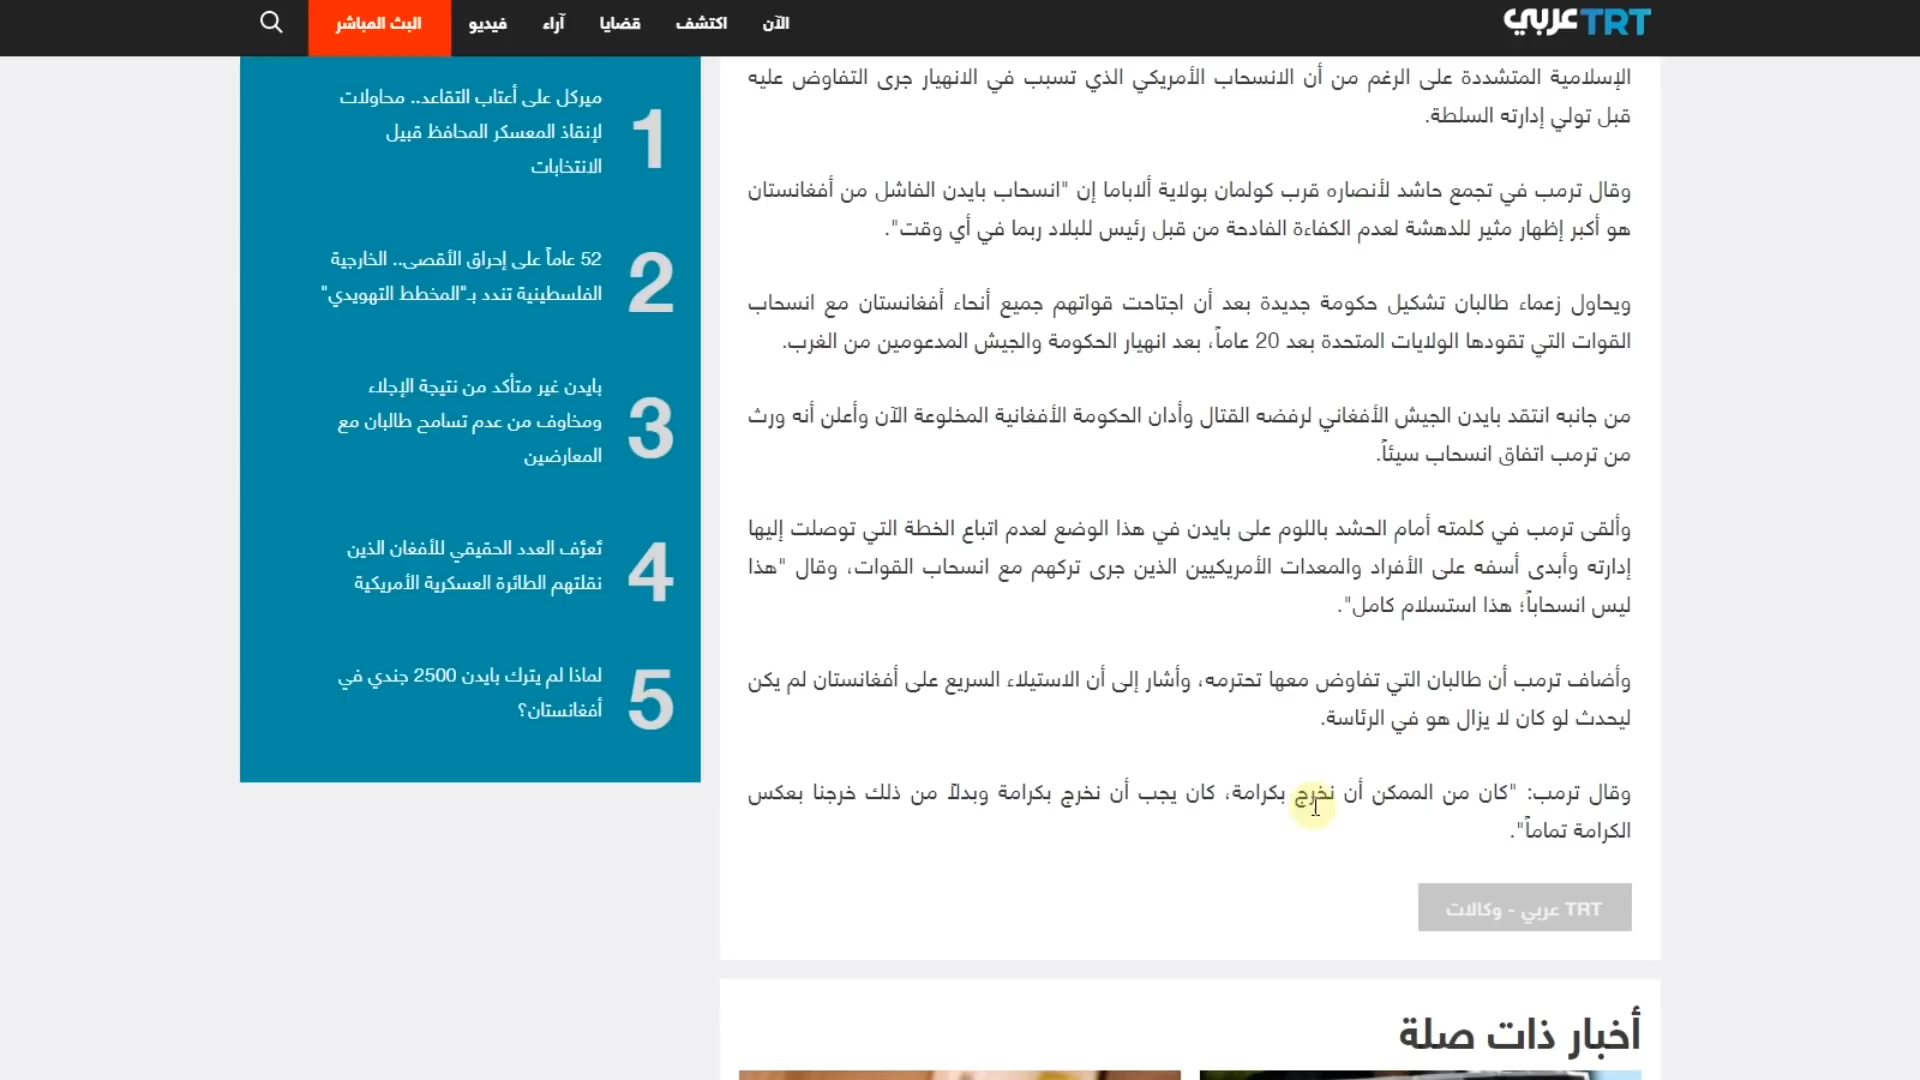 TRT عربي
الآن
اكتشف
قضايا
آراء
فيديو
البث المباشر
الإسلامية المتشددة على الرغم من أن الانسحاب الأمريكي الذي تسبب في الانهيار جرى التفاوض عليه
قبل تولي إدارته السلطة.
وقال ترمب في تجمع حاشد لأنصاره قرب كولمان بولاية ألاباما إن "انسحاب بايدن الفاشل من أفغانستان
هو أكبر إظهار مثير للدهشة لعدم الكفاءة الفادحة من قبل رئيس للبلاد ربما في أي وقت".
ويحاول زعماء طالبان تشكيل حكومة جديدة بعد أن اجتاحت قواتهم جميع أنحاء أفغانستان مع انسحاب
القوات التي تقودها الولايات المتحدة بعد 20 عاماً، بعد انهيار الحكومة والجيش المدعومين من الغرب.
من جانبه انتقد بايدن الجيش الأفغاني لرفضه القتال وأدان الحكومة الأفغانية المخلوعة الآن وأعلن أنه ورث
من ترمب اتفاق انسحاب سيئاً.
وألقى ترمب في كلمته أمام الحشد باللوم على بايدن في هذا الوضع لعدم اتباع الخطة التي توصلت إليها
إدارته وأبدى أسفه على الأفراد والمعدات الأمريكيين الذين جرى تركهم مع انسحاب القوات، وقال "هذا
ليس انسحاباً؛ هذا استسلام كامل".
وأضاف ترمب أن طالبان التي تفاوض معها تحترمه، وأشار إلى أن الاستيلاء السريع على أفغانستان لم يكن
ليحدث لو كان لا يزال هو في الرئاسة.
وقال ترمب: "كان من الممكن أن نخرج بكرامة، كان يجب أن نخرج بكرامة وبدلاً من ذلك خرجنا بعكس
الكرامة تماماً".
TRT عربي - وكالات
أخبار ذات صلة
1
ميركل على أعتاب التقاعد.. محاولات
لإنقاذ المعسكر المحافظ قبيل
الانتخابات
2
52 عاماً على إحراق الأقصى.. الخارجية
الفلسطينية تندد بـ"المخطط التهويدي"
3
بايدن غير متأكد من نتيجة الإجلاء
ومخاوف من عدم تسامح طالبان مع
المعارضين
4
تعرَّف العدد الحقيقي للأفغان الذين
نقلتهم الطائرة العسكرية الأمريكية
5
لماذا لم يترك بايدن 2500 جندي في
أفغانستان؟